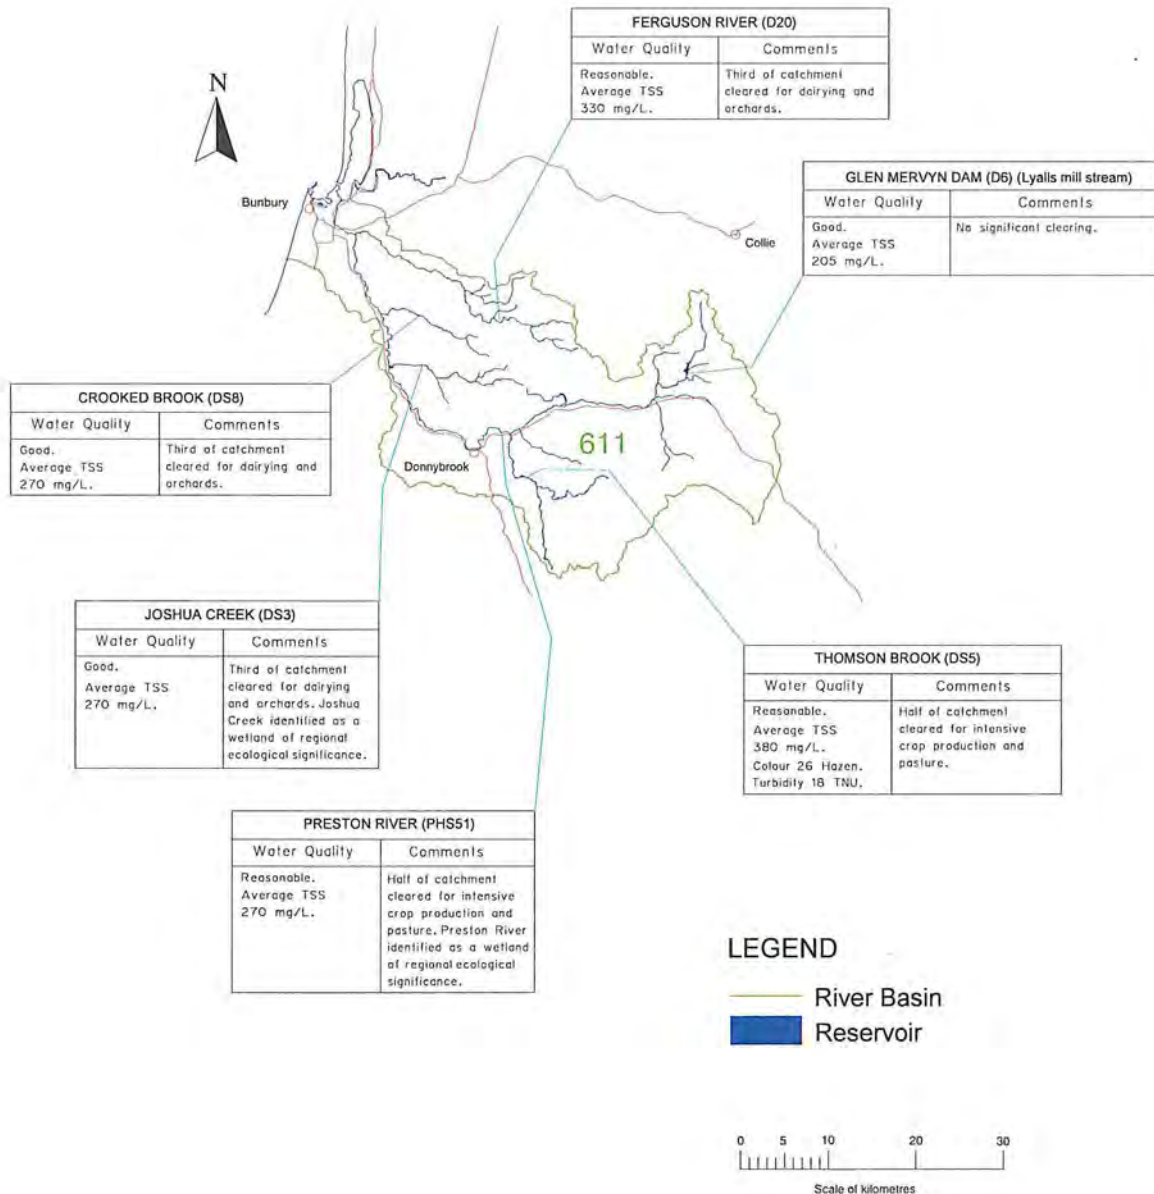 FERGUSON RIVER (D20)
Water Quality
Comments
Reasonable.
Average TSS
330 mg/L.
Third of catchment
cleared for dairying and
orchards.
N
GLEN MERVYN DAM (D6) (Lyalls mill stream)
Water Quality
Comments
Good.
Average TSS
205 mg/L.
No significant clearing.
Bunbury
Collie
CROOKED BROOK (DS8)
Water Quality
Comments
Good.
Average TSS
270 mg/L.
Third of catchment
cleared for dairying and
orchards.
611
Donnybrook
JOSHUA CREEK (DS3)
Water Quality
Comments
Good.
Average TSS
270 mg/L.
Third of catchment
cleared for dairying
and orchards. Joshua
Creek identified as a
wetland of regional
ecological significance.
THOMSON BROOK (DS5)
Water Quality
Comments
Reasonable.
Average TSS
380 mg/L.
Colour 26 Hazen.
Turbidity 18 TNU.
Half of catchment
cleared for intensive
crop production and
pasture.
PRESTON RIVER (PHS51)
Water Quality
Comments
Reasonable.
Average TSS
270 mg/L.
Half of catchment
cleared for intensive
crop production and
pasture. Preston River
identified as a wetland
of regional ecological
significance.
LEGEND
River Basin
Reservoir
0 5 10 20 30
Scale of kilometres